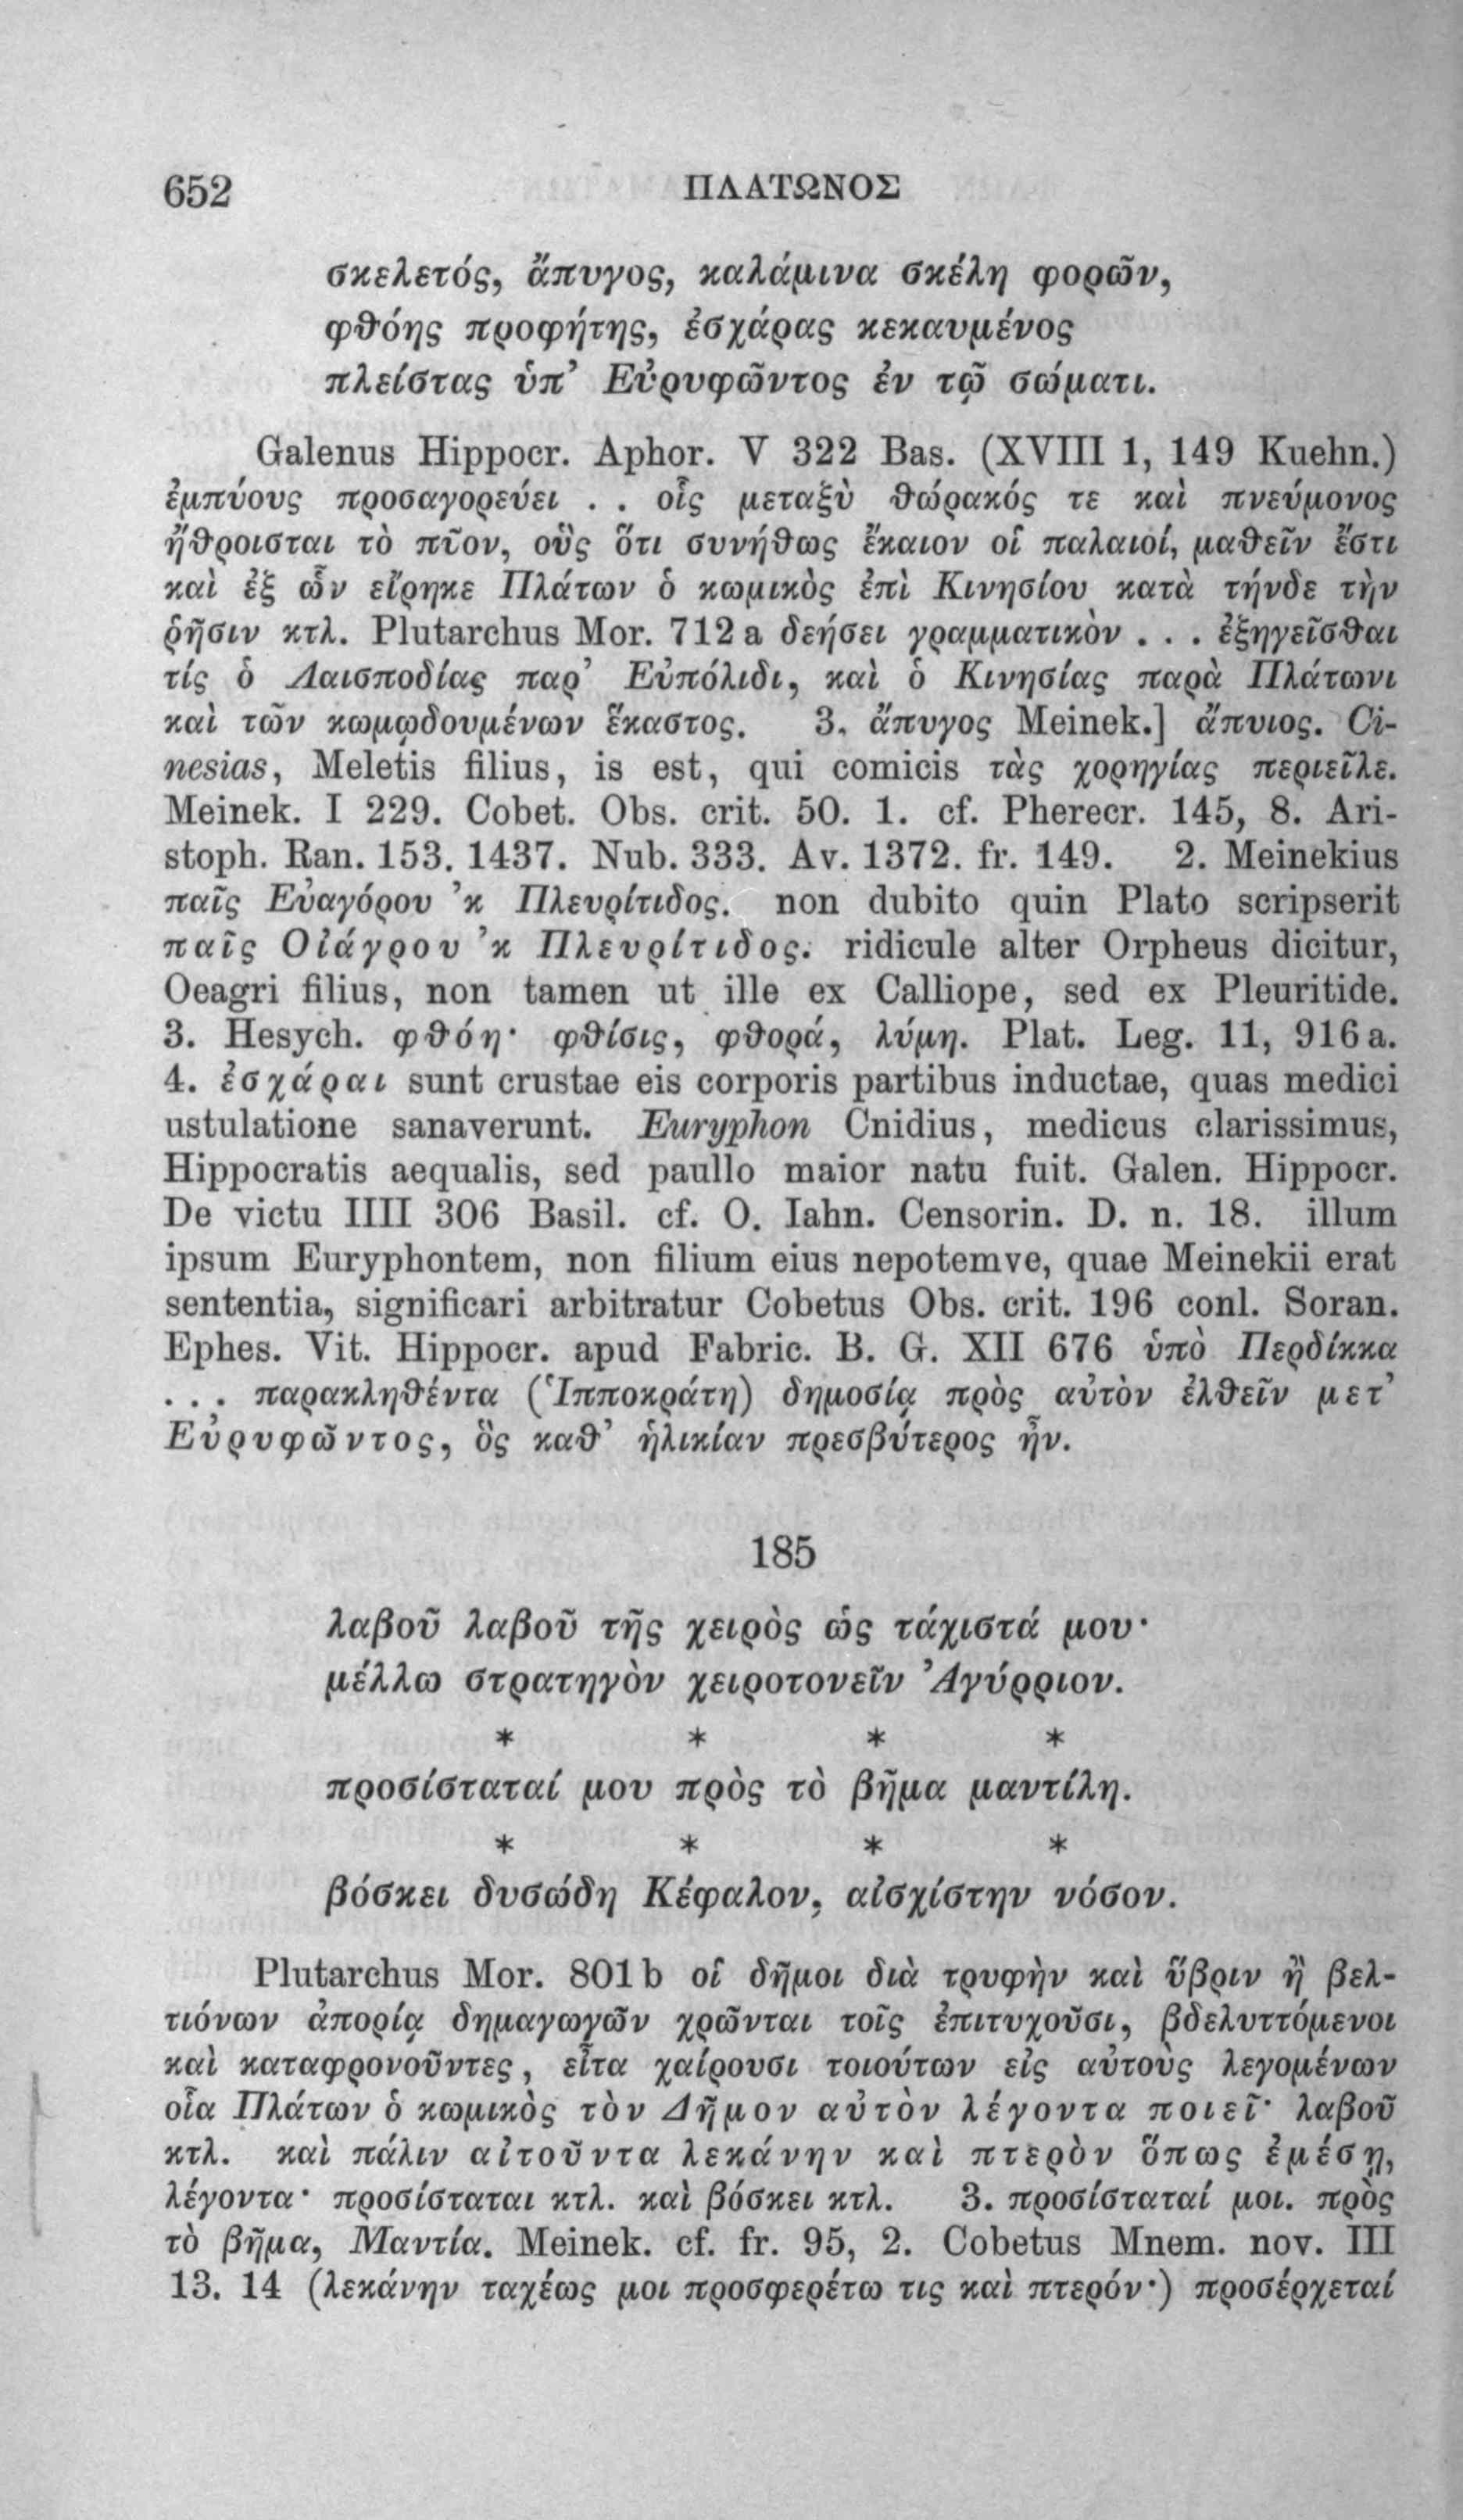 652 ΠΛΑΤΩΝΟΣ
σκελετός, ἄπυγος, καλάμινα σκέλη φορῶν,
φθόης προφήτης, ἐσχάρας κεκαυμένος
πλείστας ὑπ’ Εὐρυφῶντος ἐν τῷ σώματι.
Galenus Hippocr. Aphor. V 322 Bas. (XVIII 1, 149 Kuehn.)
ἐμπύους προσαγορεύει . . οἷς μεταξὺ θώρακός τε καὶ πνεύμονος
ἤθροισται τὸ πῦον, οὓς ὅτι συνήθως ἔκαιον οἱ παλαιοί, μαθεῖν ἔστι
καὶ ἐξ ὧν εἴρηκε Πλάτων ὁ κωμικὸς ἐπὶ Κινησίου κατὰ τήνδε τὴν
ῥῆσιν κτλ. Plutarchus Mor. 712 a δεήσει γραμματικὸν . . . ἐξηγεῖσθαι
τίς ὁ Λαισποδίας παρ’ Εὐπόλιδι, καὶ ὁ Κινησίας παρὰ Πλάτωνι
καὶ τῶν κωμῳδουμένων ἕκαστος. 3. ἄπυγος Meinek.] ἄπυιος. Ci-
nesias, Meletis filius, is est, qui comicis τὰς χορηγίας περιεῖλε.
Meinek. I 229. Cobet. Obs. crit. 50. 1. cf. Pherecr. 145, 8. Ari-
stoph. Ran. 153. 1437. Nub. 333. Av. 1372. fr. 149. 2. Meinekius
παῖς Εὐαγόρου ’κ Πλευρίτιδος. non dubito quin Plato scripserit
παῖς Οἰάγρου ’κ Πλευρίτιδος. ridicule alter Orpheus dicitur,
Oeagri filius, non tamen ut ille ex Calliope, sed ex Pleuritide.
3. Hesych. φθόη· φθίσις, φθορά, λύμη. Plat. Leg. 11, 916 a.
4. ἐσχάραι sunt crustae eis corporis partibus inductae, quas medici
ustulatione sanaverunt. Euryphon Cnidius, medicus clarissimus,
Hippocratis aequalis, sed paullo maior natu fuit. Galen. Hippocr.
De victu IIII 306 Basil. cf. O. Iahn. Censorin. D. n. 18. illum
ipsum Euryphontem, non filium eius nepotemve, quae Meinekii erat
sententia, significari arbitratur Cobetus Obs. crit. 196 conl. Soran.
Ephes. Vit. Hippocr. apud Fabric. B. G. XII 676 ὑπὸ Περδίκκα
. . . παρακληθέντα (Ἱπποκράτη) δημοσίᾳ πρὸς αὐτὸν ἐλθεῖν μετ’
Εὐρυφῶντος, ὃς καθ’ ἡλικίαν πρεσβύτερος ἦν.
185
λαβοῦ λαβοῦ τῆς χειρὸς ὡς τάχιστά μου·
μέλλω στρατηγὸν χειροτονεῖν Ἀγύρριον.
* * * *
προσίσταταί μου πρὸς τὸ βῆμα μαντίλη.
* * * *
βόσκει δυσώδη Κέφαλον, αἰσχίστην νόσον.
Plutarchus Mor. 801 b οἱ δῆμοι διὰ τρυφὴν καὶ ὕβριν ἢ βελ-
τιόνων ἀπορίᾳ δημαγωγῶν χρῶνται τοῖς ἐπιτυχοῦσι, βδελυττόμενοι
καὶ καταφρονοῦντες, εἶτα χαίρουσι τοιούτων εἰς αὐτοὺς λεγομένων
οἷα Πλάτων ὁ κωμικὸς τὸν Δῆμον αὐτὸν λέγοντα ποιεῖ· λαβοῦ
κτλ. καὶ πάλιν αἰτοῦντα λεκάνην καὶ πτερὸν ὅπως ἐμέσῃ,
λέγοντα· προσίσταται κτλ. καὶ βόσκει κτλ. 3. προσίσταταί μοι. πρὸς
τὸ βῆμα, Μαντία. Meinek. cf. fr. 95, 2. Cobetus Mnem. nov. III
13. 14 (λεκάνην ταχέως μοι προσφερέτω τις καὶ πτερόν·) προσέρχεταί